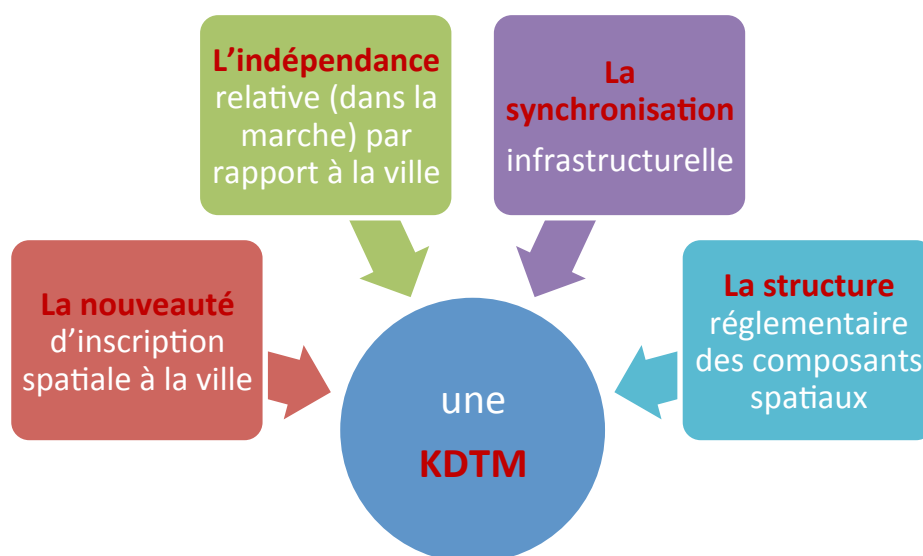 L'indépendance
relative (dans la
marche) par
rapport à la ville
La
synchronisation
infrastructurelle
La nouveauté
d'inscription
spatiale à la ville
La structure
réglementaire
des composants
spatiaux
une
KDTM